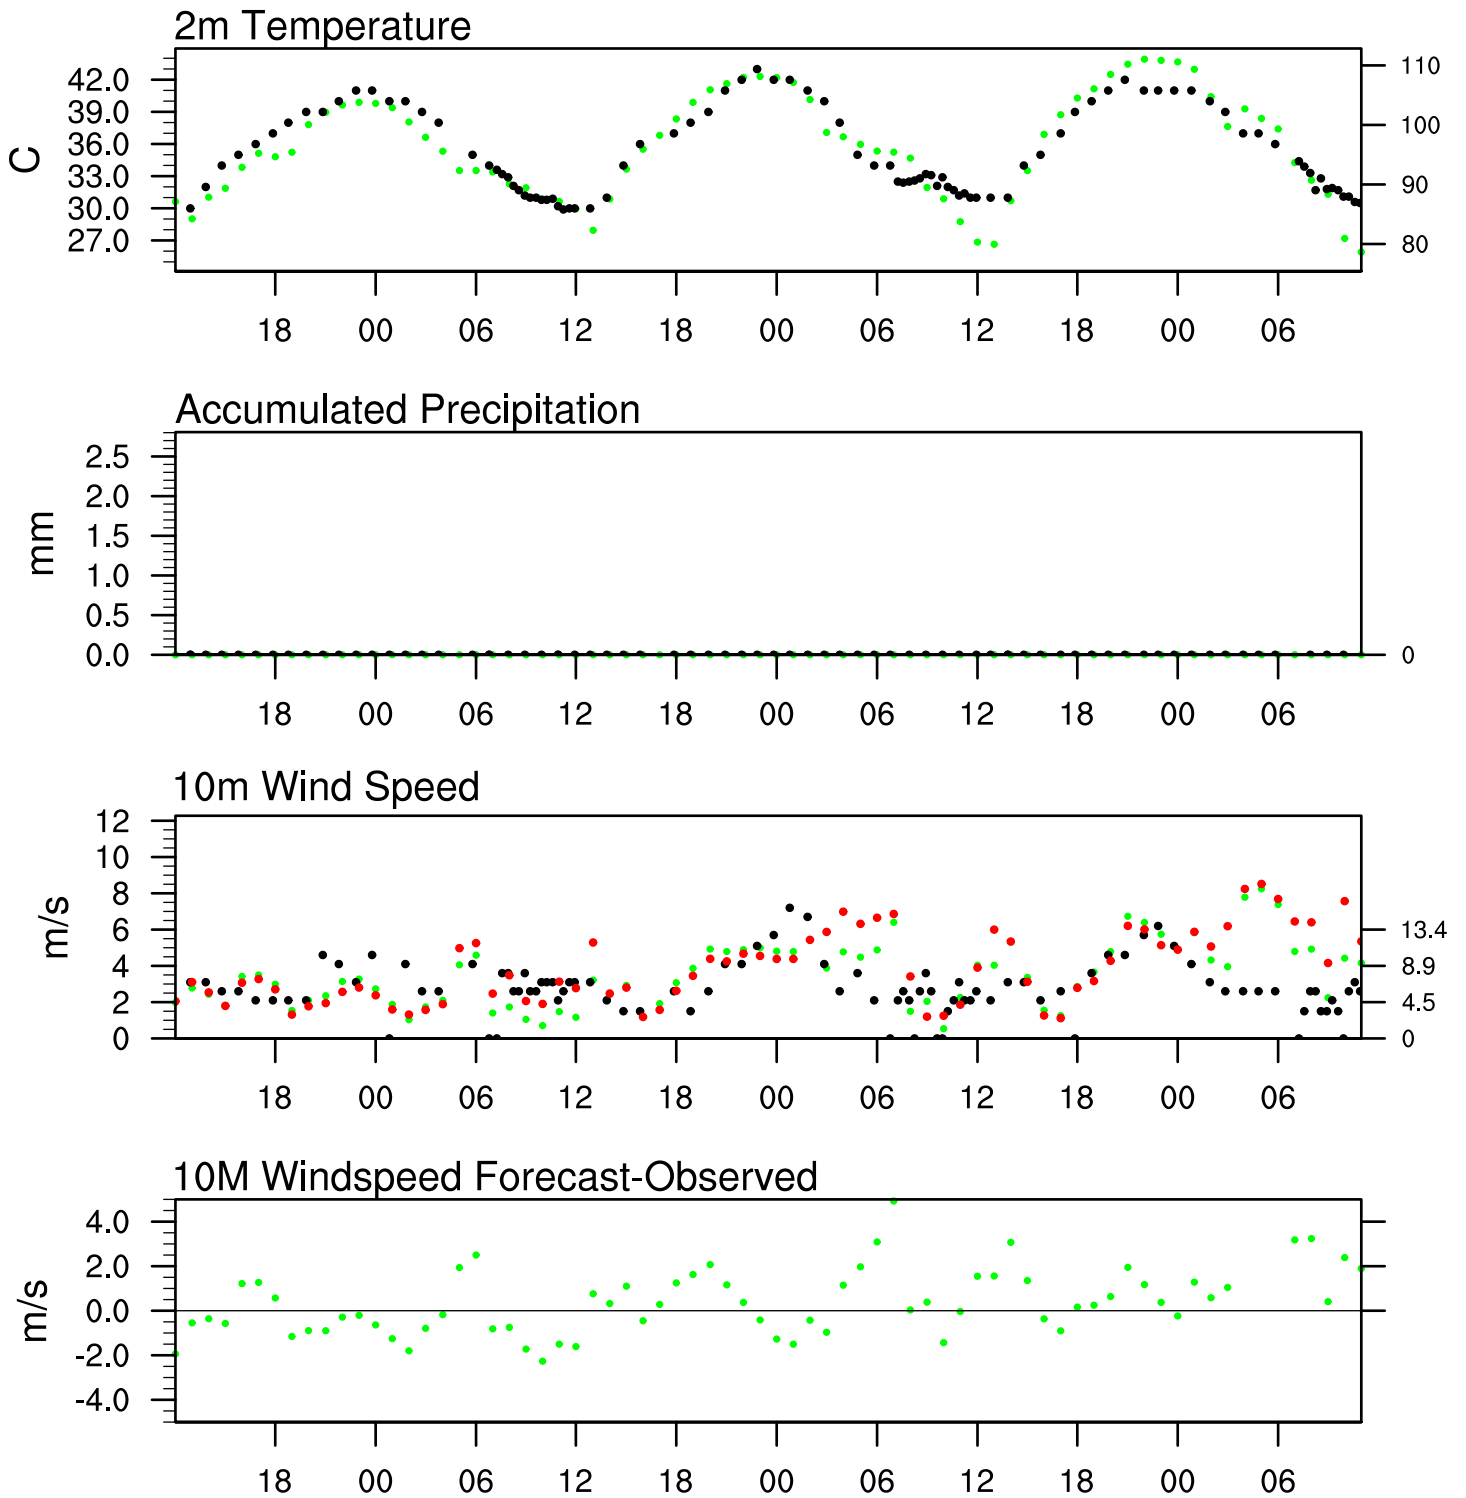 2m Temperature
C
42.0
39.0
36.0
33.0
30.0
27.0
110
100
90
80
18 00 06 12 18 00 06 12 18 00 06
Accumulated Precipitation
mm
2.5
2.0
1.5
1.0
0.5
0.0
0
18 00 06 12 18 00 06 12 18 00 06
10m Wind Speed
m/s
12
10
8
6
4
2
0
13.4
8.9
4.5
0
18 00 06 12 18 00 06 12 18 00 06
10M Windspeed Forecast-Observed
m/s
4.0
2.0
0.0
-2.0
-4.0
18 00 06 12 18 00 06 12 18 00 06